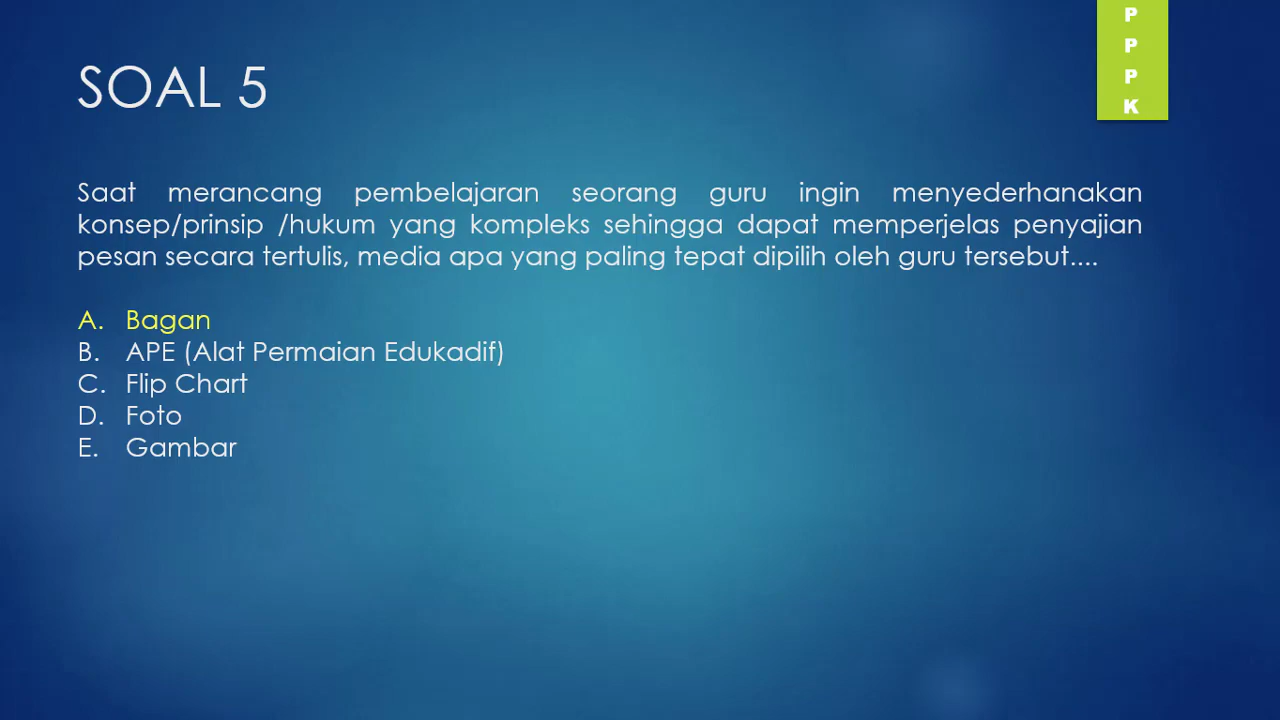 P
P
P
K
SOAL 5
Saat merancang pembelajaran seorang guru ingin menyederhanakan
konsep/prinsip /hukum yang kompleks sehingga dapat memperjelas penyajian
pesan secara tertulis, media apa yang paling tepat dipilih oleh guru tersebut....
A. Bagan
B. APE (Alat Permaian Edukadif)
C. Flip Chart
D. Foto
E. Gambar